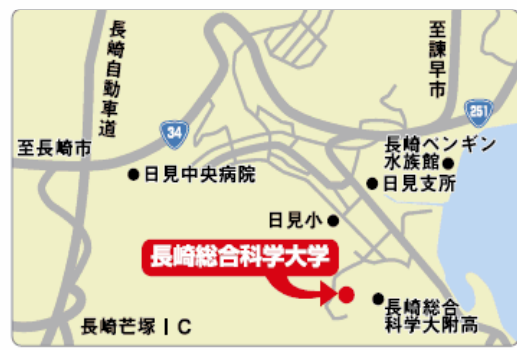 長崎自動車道
至諫早市
34
251
至長崎市
長崎ペンギン
水族館
日見中央病院
日見支所
日見小
長崎総合科学大学
長崎総合
科学大附高
長崎芒塚IC